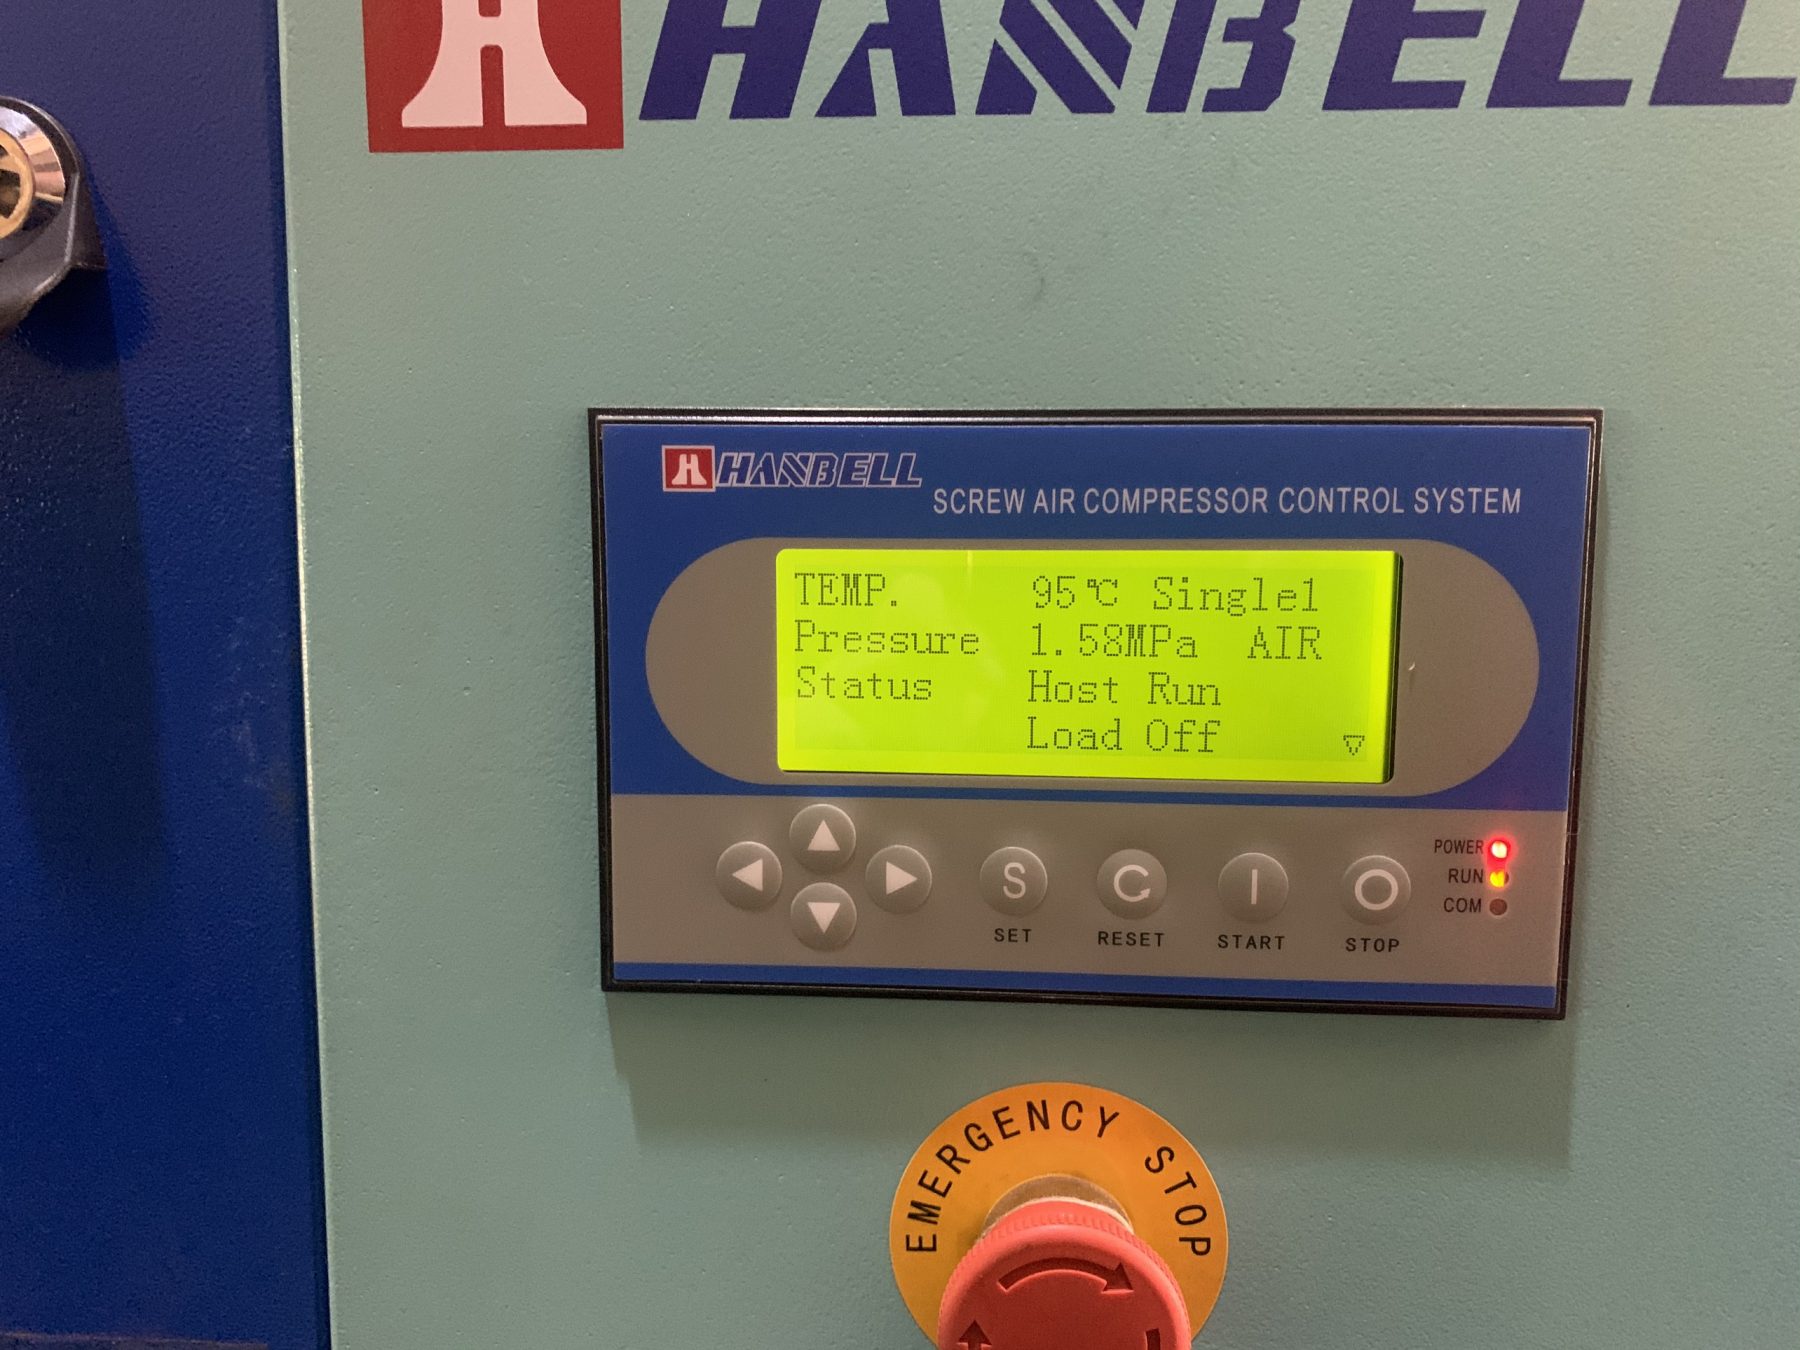 HANBELL
HANBELL
SCREW AIR COMPRESSOR CONTROL SYSTEM
TEMP. 95℃ Single1
Pressure 1.58MPa AIR
Status Host Run
Load Off
POWER
RUN
COM
S
SET
RESET
START
STOP
EMERGENCY STOP